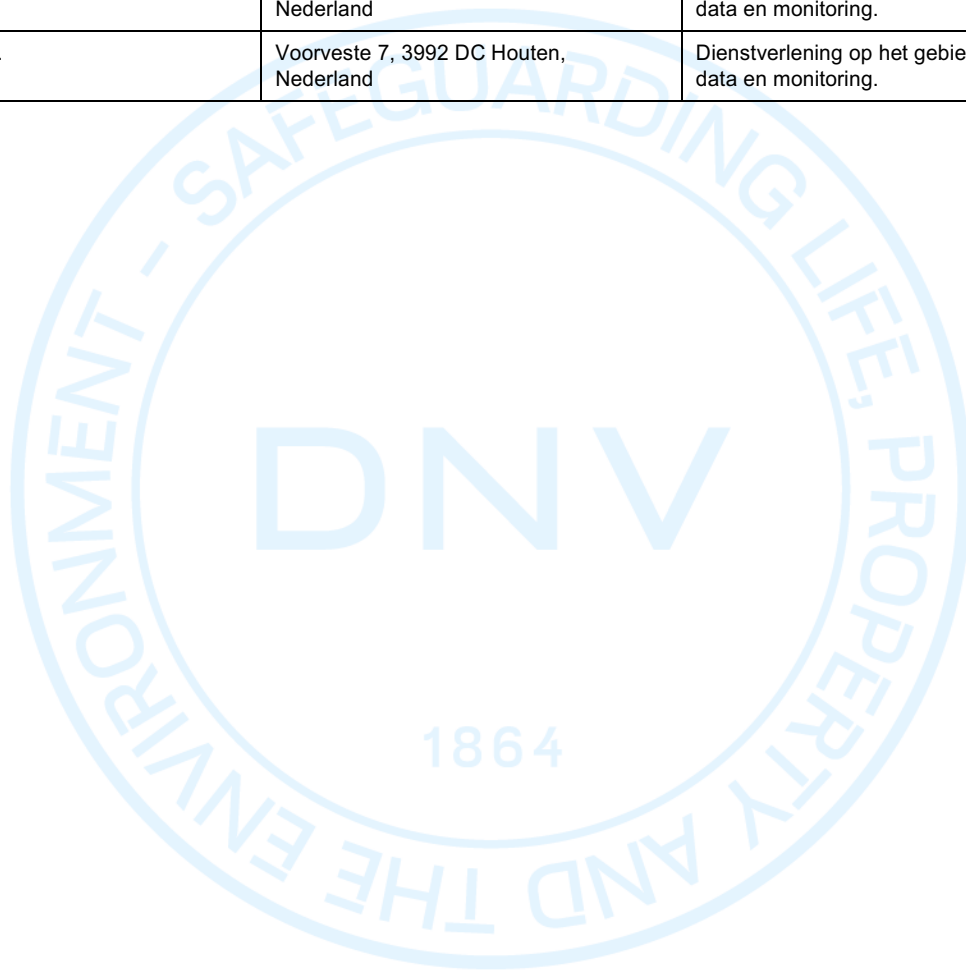 Nederland
data en monitoring.
Voorveste 7, 3992 DC Houten,
Nederland
Dienstverlening op het
data en monitoring.
SAFEGUARDING LIFE, PROPERTY AND THE ENVIRONMENT -
DNV
1864